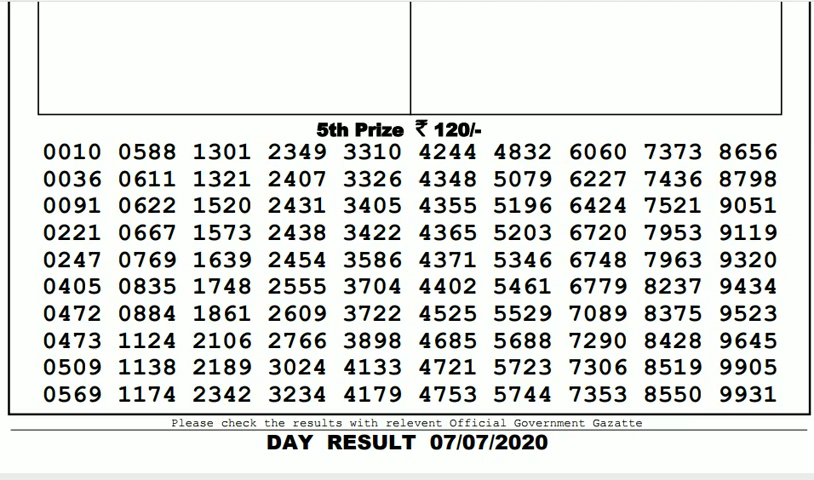 5th Prize ₹ 120/-
0010 0588 1301 2349 3310 4244 4832 6060 7373 8656
0036 0611 1321 2407 3326 4348 5079 6227 7436 8798
0091 0622 1520 2431 3405 4355 5196 6424 7521 9051
0221 0667 1573 2438 3422 4365 5203 6720 7953 9119
0247 0769 1639 2454 3586 4371 5346 6748 7963 9320
0405 0835 1748 2555 3704 4402 5461 6779 8237 9434
0472 0884 1861 2609 3722 4525 5529 7089 8375 9523
0473 1124 2106 2766 3898 4685 5688 7290 8428 9645
0509 1138 2189 3024 4133 4721 5723 7306 8519 9905
0569 1174 2342 3234 4179 4753 5744 7353 8550 9931
Please check the results with relevent Official Government Gazatte
DAY RESULT 07/07/2020